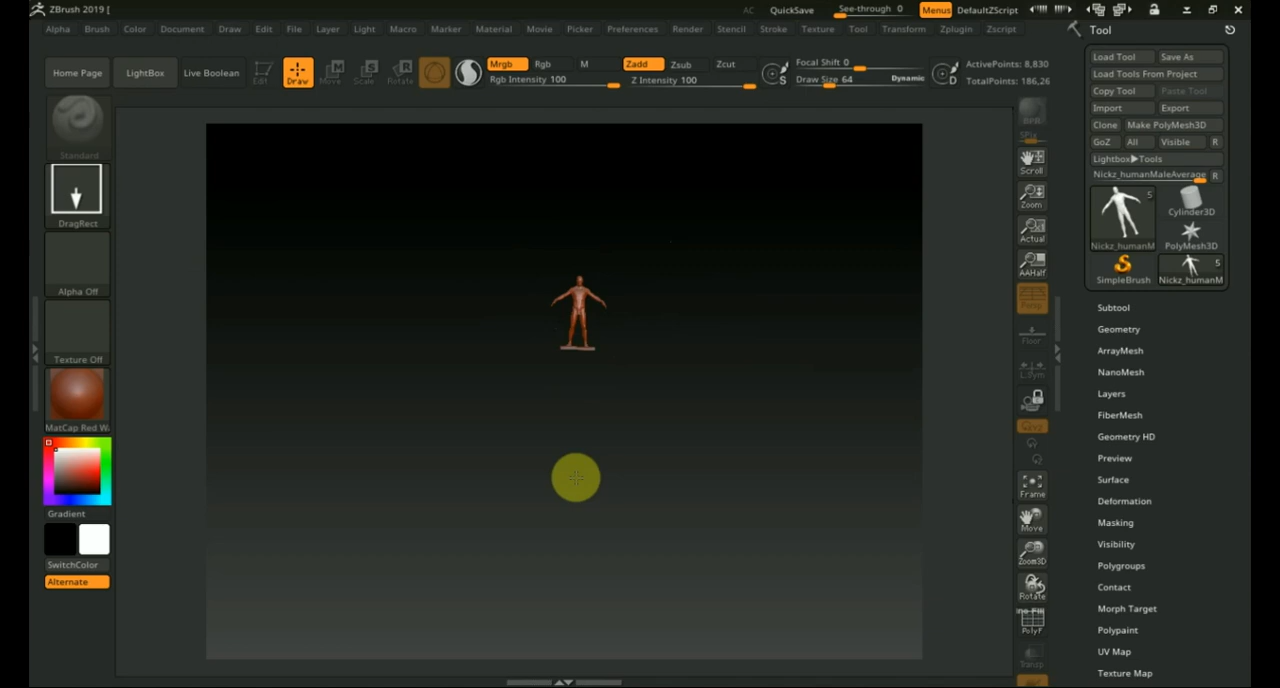 ZBrush 2019 [
AC QuickSave See-through 0 Menus DefaultZScript
Alpha Brush Color Document Draw Edit File Layer Light Macro Marker Material Movie Picker Preferences Render Stencil Stroke Texture Tool Transform Zplugin Zscript
Home Page LightBox Live Boolean Edit Draw Move Scale Rotate
Mrgb Rgb M Zadd Zsub Zcut
Rgb Intensity 100 Z Intensity 100
Focal Shift 0
Draw Size 64 Dynamic
S D
ActivePoints: 8,830
TotalPoints: 186,26
Standard
DragRect
Alpha Off
Texture Off
MatCap Red Wa
Gradient
SwitchColor
Alternate
BPR
SPix
Scroll
Zoom
Actual
AAHalf
Persp
Floor
L.Sym
Frame
Move
Zoom3D
Rotate
PolyF
Transp
Tool
Load Tool Save As
Load Tools From Project
Copy Tool Paste Tool
Import Export
Clone Make PolyMesh3D
GoZ All Visible R
Lightbox▶Tools
Nickz_humanMaleAverage R
5
Cylinder3D
Nickz_humanM PolyMesh3D
5
SimpleBrush Nickz_humanM
Subtool
Geometry
ArrayMesh
NanoMesh
Layers
FiberMesh
Geometry HD
Preview
Surface
Deformation
Masking
Visibility
Polygroups
Contact
Morph Target
Polypaint
UV Map
Texture Map